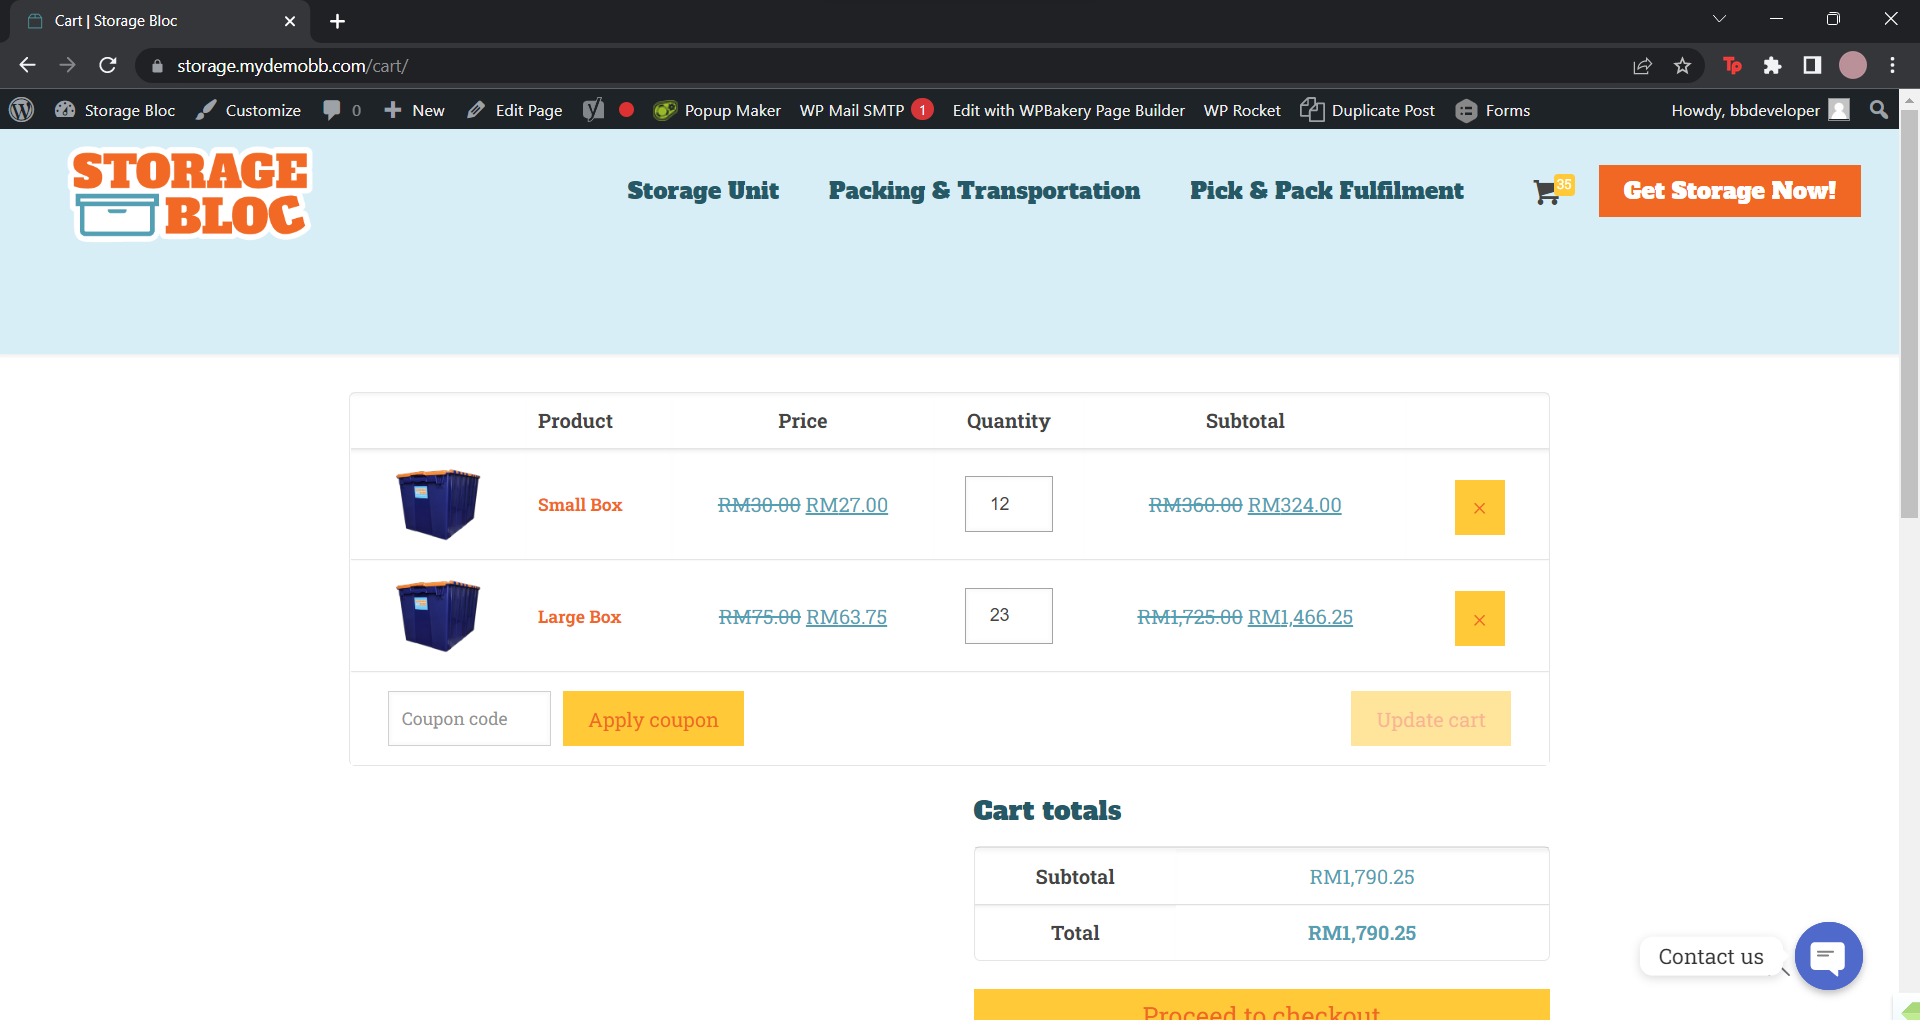 Cart | Storage Bloc
storage.mydemobb.com/cart/
Tp
Storage Bloc Customize 0 New Edit Page Popup Maker WP Mail SMTP 1 Edit with WPBakery Page Builder WP Rocket Duplicate Post Forms Howdy, bbdeveloper
STORAGE
BLOC
Storage Unit Packing & Transportation Pick & Pack Fulfilment 35 Get Storage Now!
Product Price Quantity Subtotal
Small Box RM30.00 RM27.00 12 RM360.00 RM324.00 ×
Large Box RM75.00 RM63.75 23 RM1,725.00 RM1,466.25 ×
Coupon code Apply coupon Update cart
Cart totals
Subtotal RM1,790.25
Total RM1,790.25
Contact us
Proceed to checkout